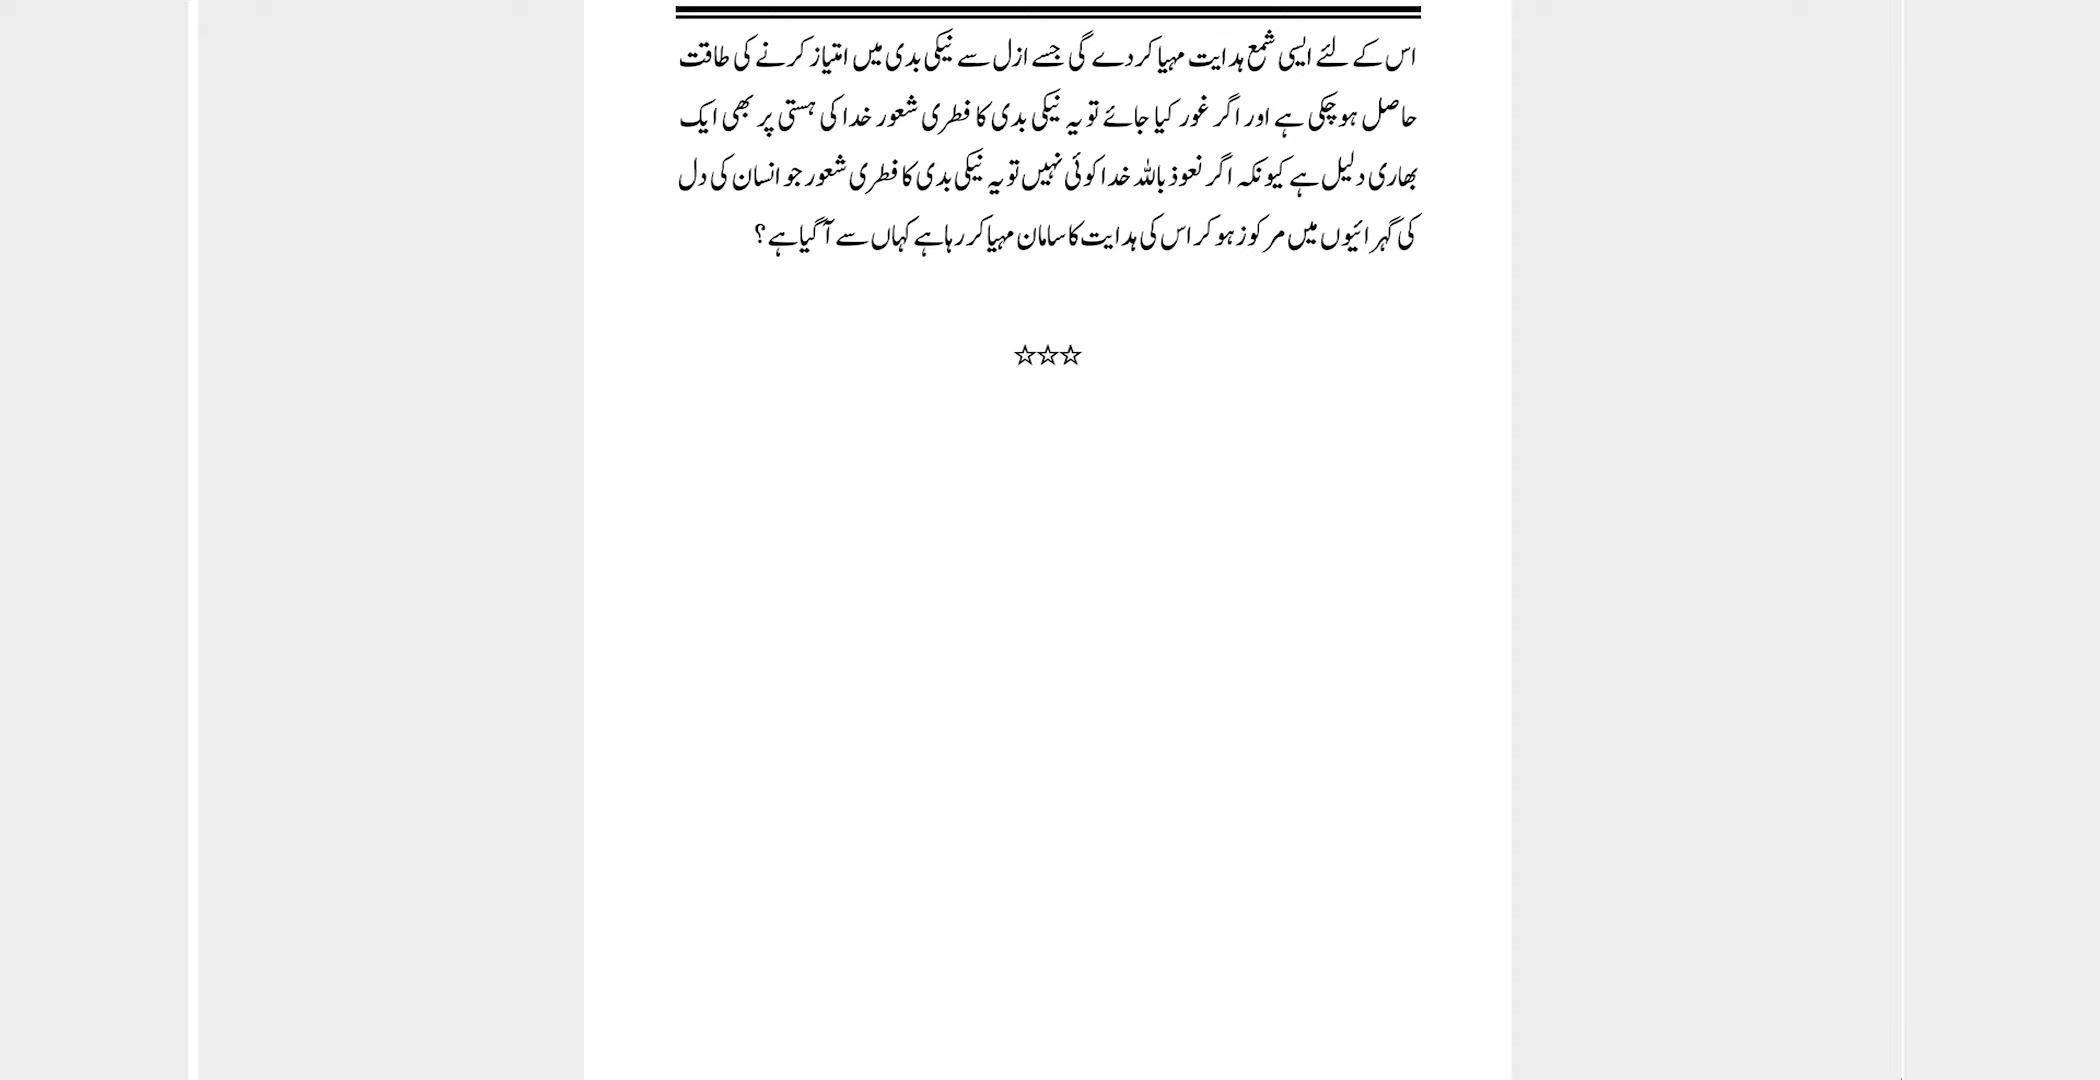 اس کے لئے ایسی شمع ہدایت مہیا کر دے گی جسے ازل سے نیکی بدی میں امتیاز کرنے کی طاقت
حاصل ہو چکی ہے اور اگر غور کیا جائے تو یہ نیکی بدی کا فطری شعور خدا کی ہستی پر بھی ایک
بھاری دلیل ہے کیونکہ اگر نعوذ باللہ خدا کوئی نہیں تو یہ نیکی بدی کا فطری شعور جو انسان کی دل
کی گہرائیوں میں مرکوز ہو کر اس کی ہدایت کا سامان مہیا کر رہا ہے کہاں سے آ گیا ہے؟
☆☆☆